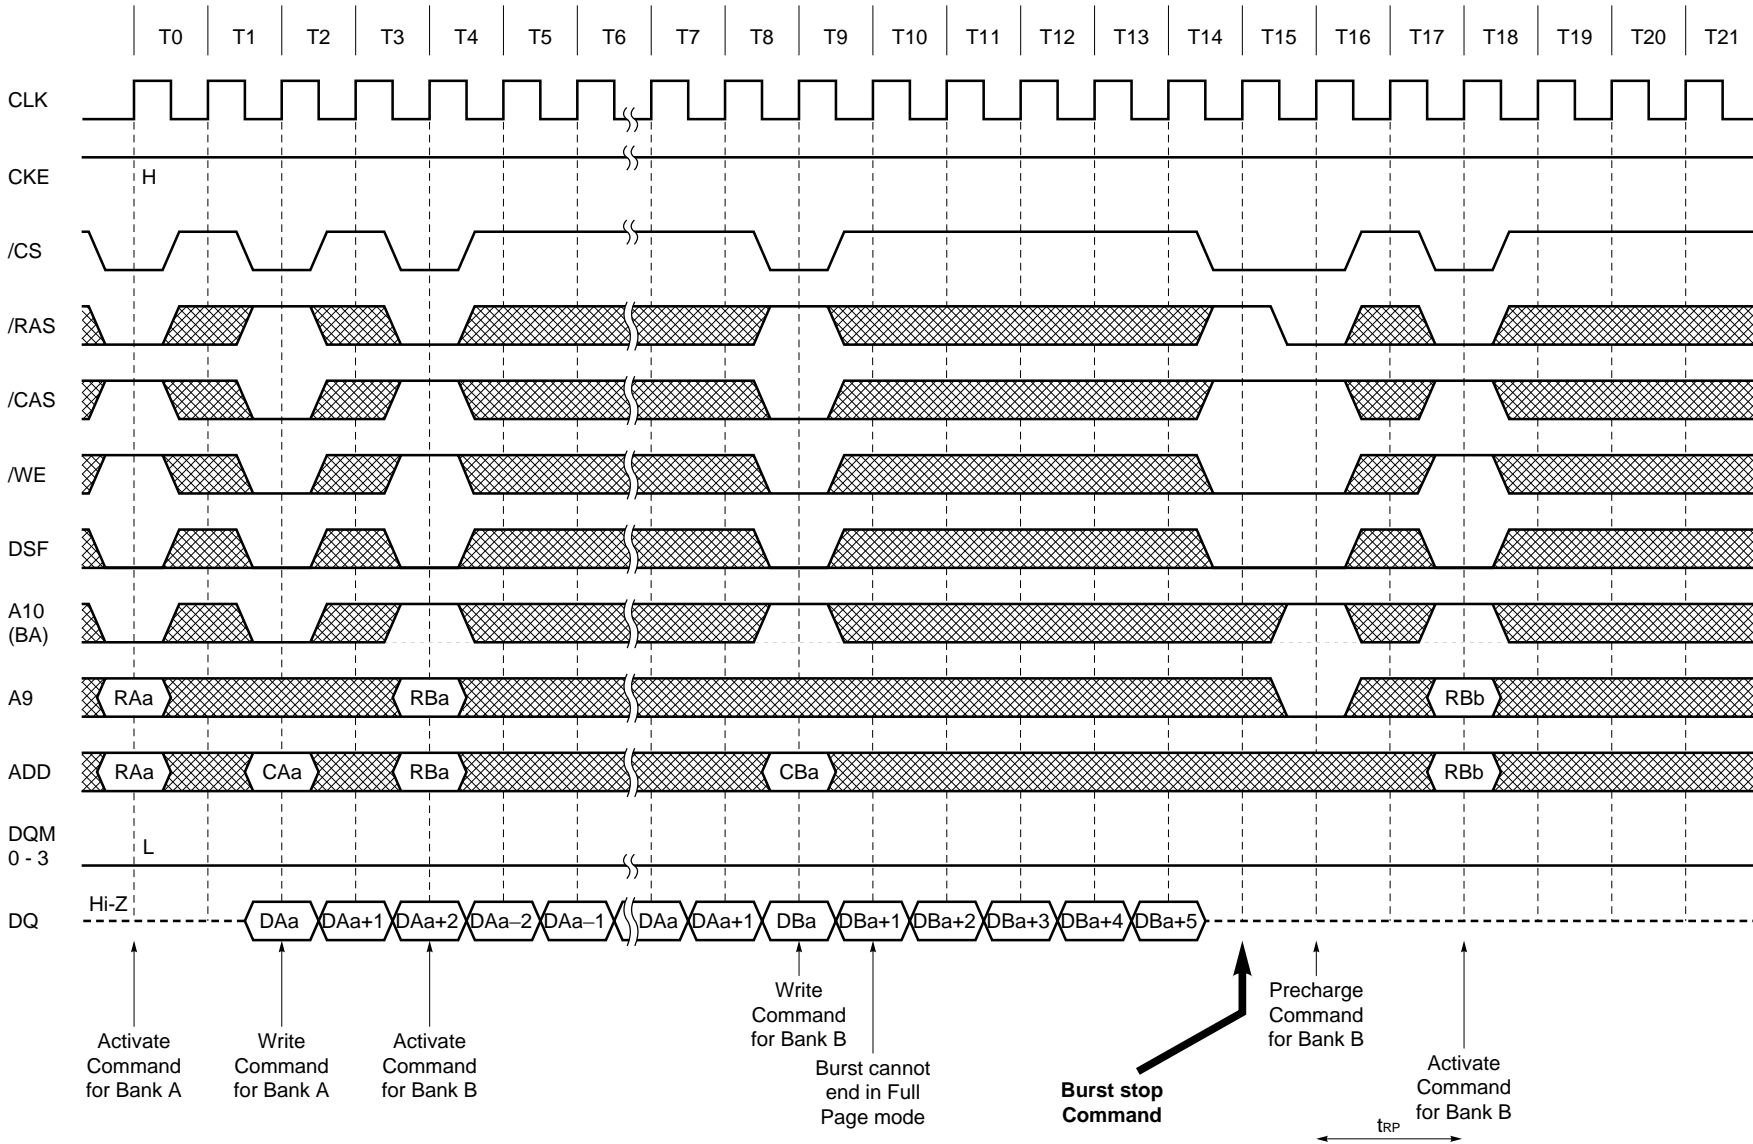 T0 T1 T2 T3 T4 T5 T6 T7 T8 T9 T10 T11 T12 T13 T14 T15 T16 T17 T18 T19 T20 T21
CLK
CKE H
/CS
/RAS
/CAS
/WE
DSF
A10
(BA)
A9 RAa RBa RBb
ADD RAa CAa RBa CBa RBb
DQM
0 - 3 L
Hi-Z
DQ DAa DAa+1 DAa+2 DAa–2 DAa–1 DAa DAa+1 DBa DBa+1 DBa+2 DBa+3 DBa+4 DBa+5
Activate
Command
for Bank A
Write
Command
for Bank A
Activate
Command
for Bank B
Write
Command
for Bank B
Burst cannot
end in Full
Page mode
Burst stop
Command
Precharge
Command
for Bank B
Activate
Command
for Bank B
tRP